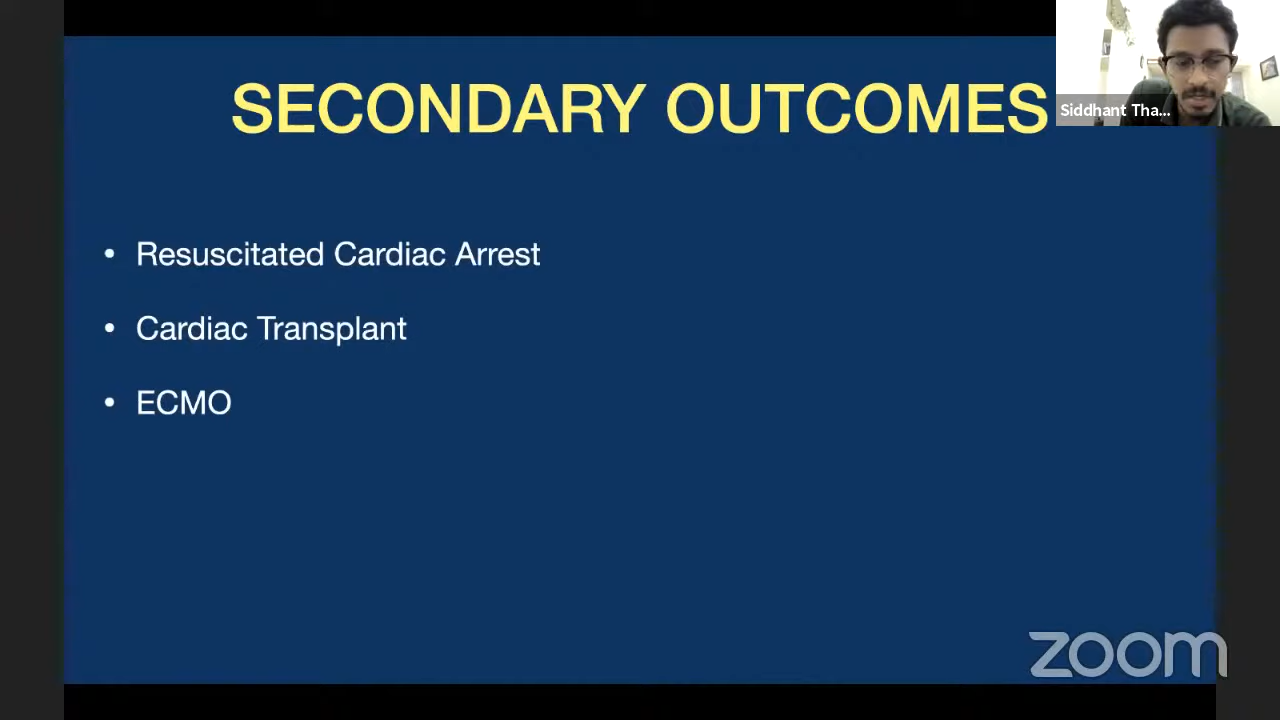 SECONDARY OUTCOMES
Siddhant Tha...
• Resuscitated Cardiac Arrest
• Cardiac Transplant
• ECMO
zoom